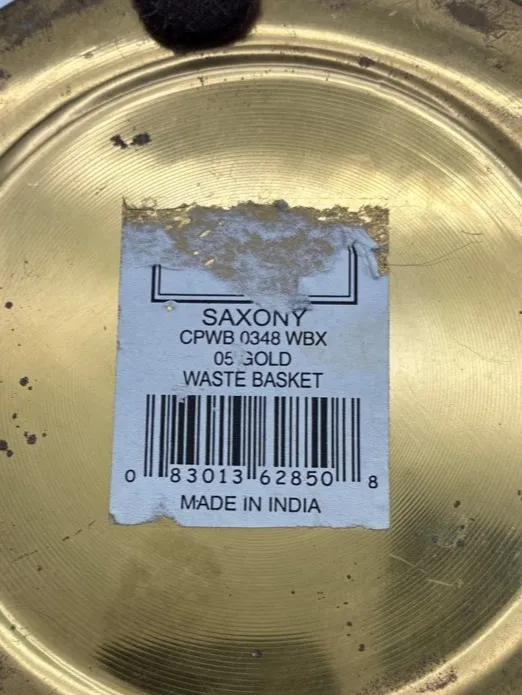 SAXONY
CPWB 0348 WBX
05 GOLD
WASTE BASKET
0 83013 62850 8
MADE IN INDIA